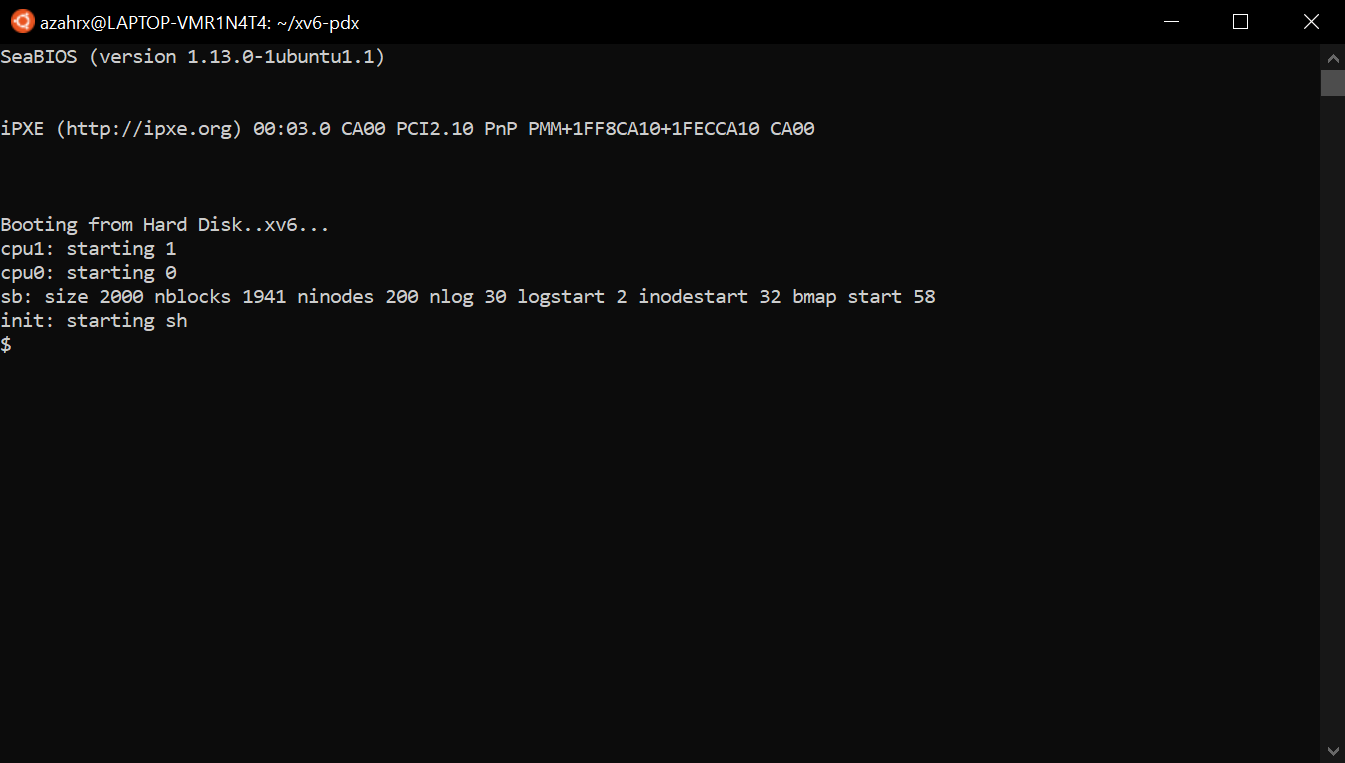 azahrx@LAPTOP-VMR1N4T4: ~/xv6-pdx
SeaBIOS (version 1.13.0-1ubuntu1.1)
iPXE (http://ipxe.org) 00:03.0 CA00 PCI2.10 PnP PMM+1FF8CA10+1FECCA10 CA00
Booting from Hard Disk..xv6...
cpu1: starting 1
cpu0: starting 0
sb: size 2000 nblocks 1941 ninodes 200 nlog 30 logstart 2 inodestart 32 bmap start 58
init: starting sh
$